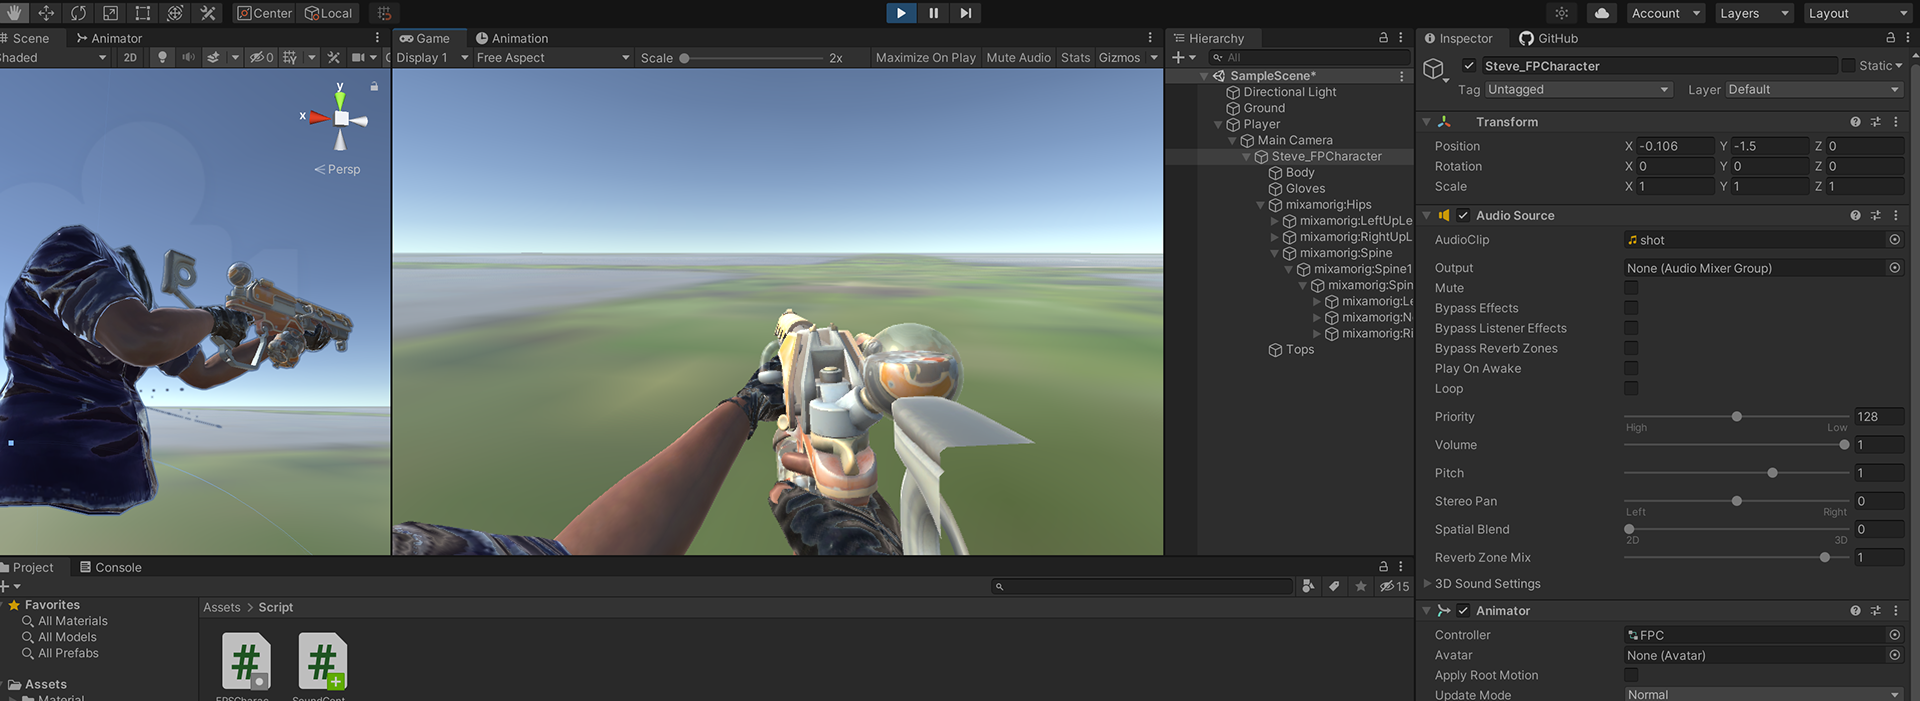 Center Local
Account Layers Layout
Scene Animator
Shaded 2D 0
y
x
Persp
Game Animation
Display 1 Free Aspect Scale 2x Maximize On Play Mute Audio Stats Gizmos
Hierarchy
All
SampleScene*
Directional Light
Ground
Player
Main Camera
Steve_FPCharacter
Body
Gloves
mixamorig:Hips
mixamorig:LeftUpLe
mixamorig:RightUpL
mixamorig:Spine
mixamorig:Spine1
mixamorig:Spin
mixamorig:Le
mixamorig:N
mixamorig:Ri
Tops
Inspector GitHub
Steve_FPCharacter Static
Tag Untagged Layer Default
Transform
Position X -0.106 Y -1.5 Z 0
Rotation X 0 Y 0 Z 0
Scale X 1 Y 1 Z 1
Audio Source
AudioClip shot
Output None (Audio Mixer Group)
Mute
Bypass Effects
Bypass Listener Effects
Bypass Reverb Zones
Play On Awake
Loop
Priority 128
High Low
Volume 1
Pitch 1
Stereo Pan 0
Left Right
Spatial Blend 0
2D 3D
Reverb Zone Mix 1
3D Sound Settings
Animator
Controller FPC
Avatar None (Avatar)
Apply Root Motion
Update Mode Normal
Project Console
15
Favorites
All Materials
All Models
All Prefabs
Assets
Material
Assets > Script
FPSCharac
SoundCont